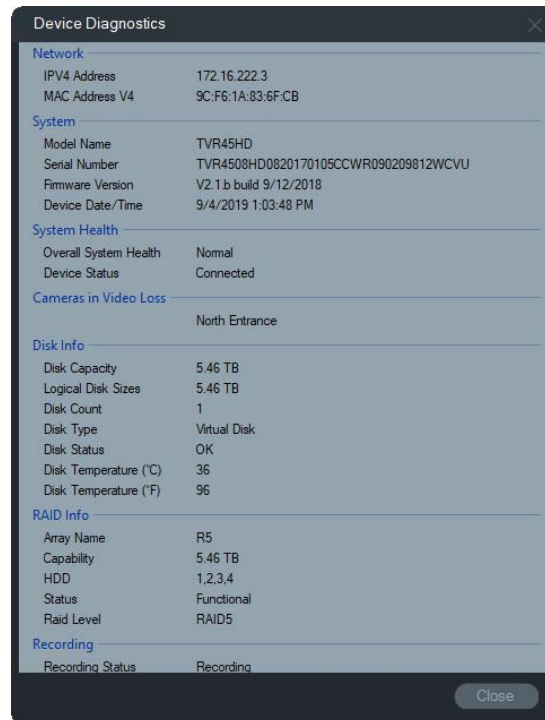 Device Diagnostics
Network
IPV4 Address 172.16.222.3
MAC Address V4 9C:F6:1A:83:6F:CB
System
Model Name TVR45HD
Serial Number TVR4508HD0820170105CCWR090209812WCVU
Firmware Version V2.1.b build 9/12/2018
Device Date/Time 9/4/2019 1:03:48 PM
System Health
Overall System Health Normal
Device Status Connected
Cameras in Video Loss
North Entrance
Disk Info
Disk Capacity 5.46 TB
Logical Disk Sizes 5.46 TB
Disk Count 1
Disk Type Virtual Disk
Disk Status OK
Disk Temperature (°C) 36
Disk Temperature (°F) 96
RAID Info
Array Name R5
Capability 5.46 TB
HDD 1,2,3,4
Status Functional
Raid Level RAID5
Recording
Recording Status Recording
Close